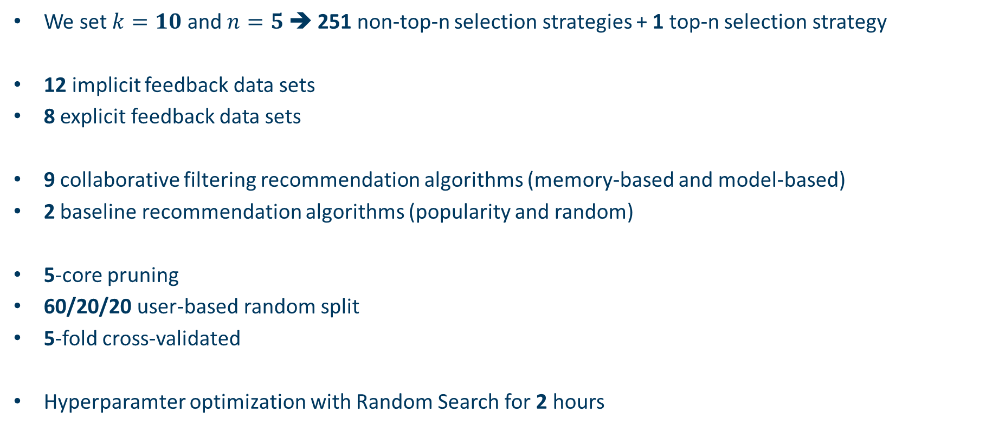 • We set k = 10 and n = 5 ➔ 251 non-top-n selection strategies + 1 top-n selection strategy
• 12 implicit feedback data sets
• 8 explicit feedback data sets
• 9 collaborative filtering recommendation algorithms (memory-based and model-based)
• 2 baseline recommendation algorithms (popularity and random)
• 5-core pruning
• 60/20/20 user-based random split
• 5-fold cross-validated
• Hyperparamter optimization with Random Search for 2 hours